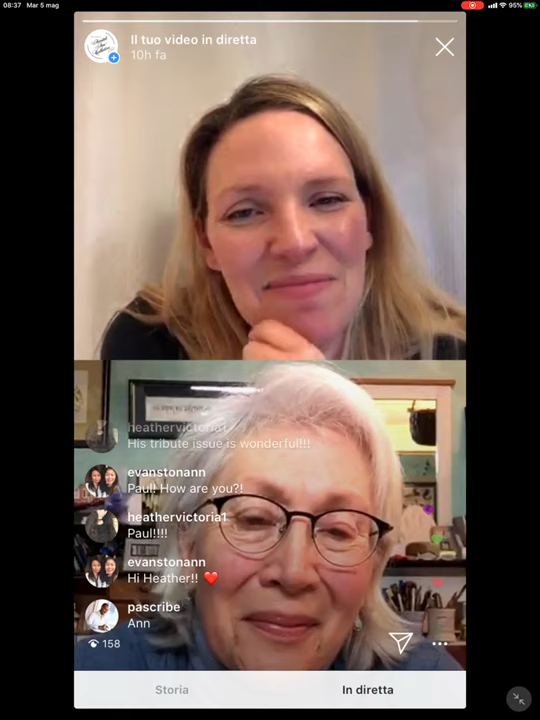 08:37 Mar 5 mag
95%
Il tuo video in diretta
10h fa
heathervictoria1
His tribute issue is wonderful!!!
evanstonann
Paul! How are you?!
heathervictoria1
Paul!!!!
evanstonann
Hi Heather!! ❤️
pascribe
Ann
158
Storia
In diretta